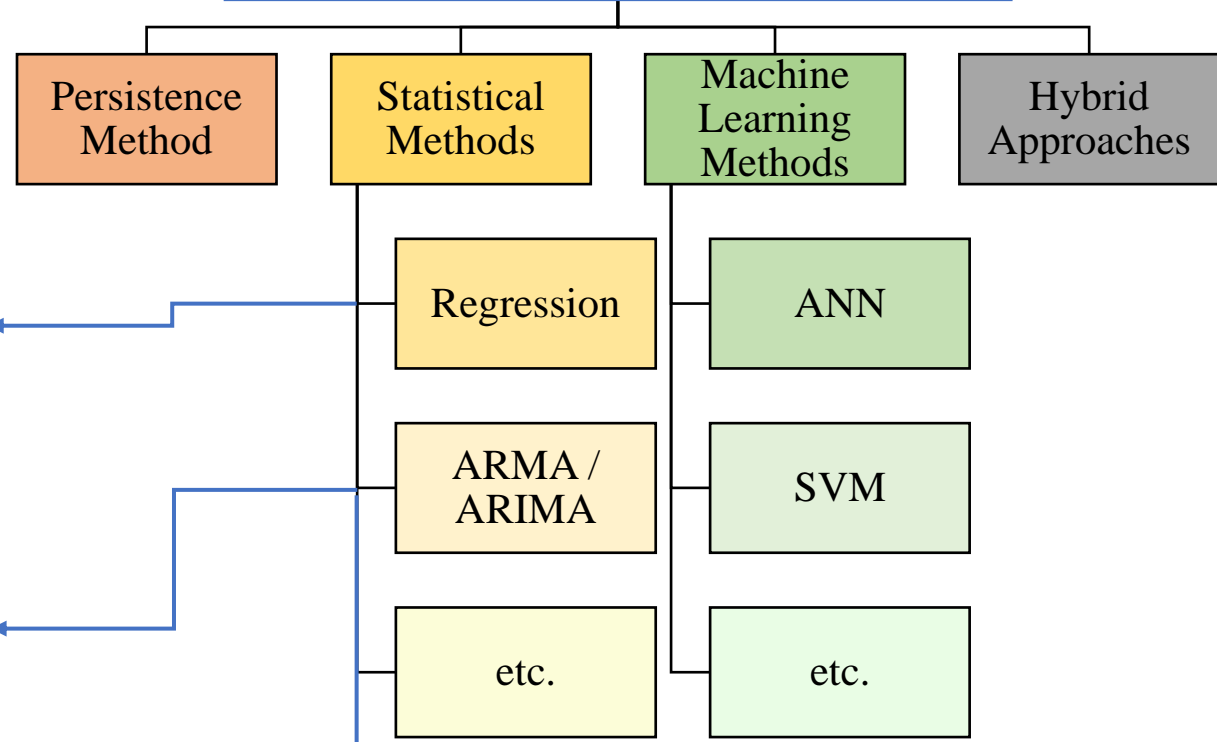 Persistence
Method
Statistical
Methods
Machine
Learning
Methods
Hybrid
Approaches
Regression
ANN
ARMA /
ARIMA
SVM
etc.
etc.